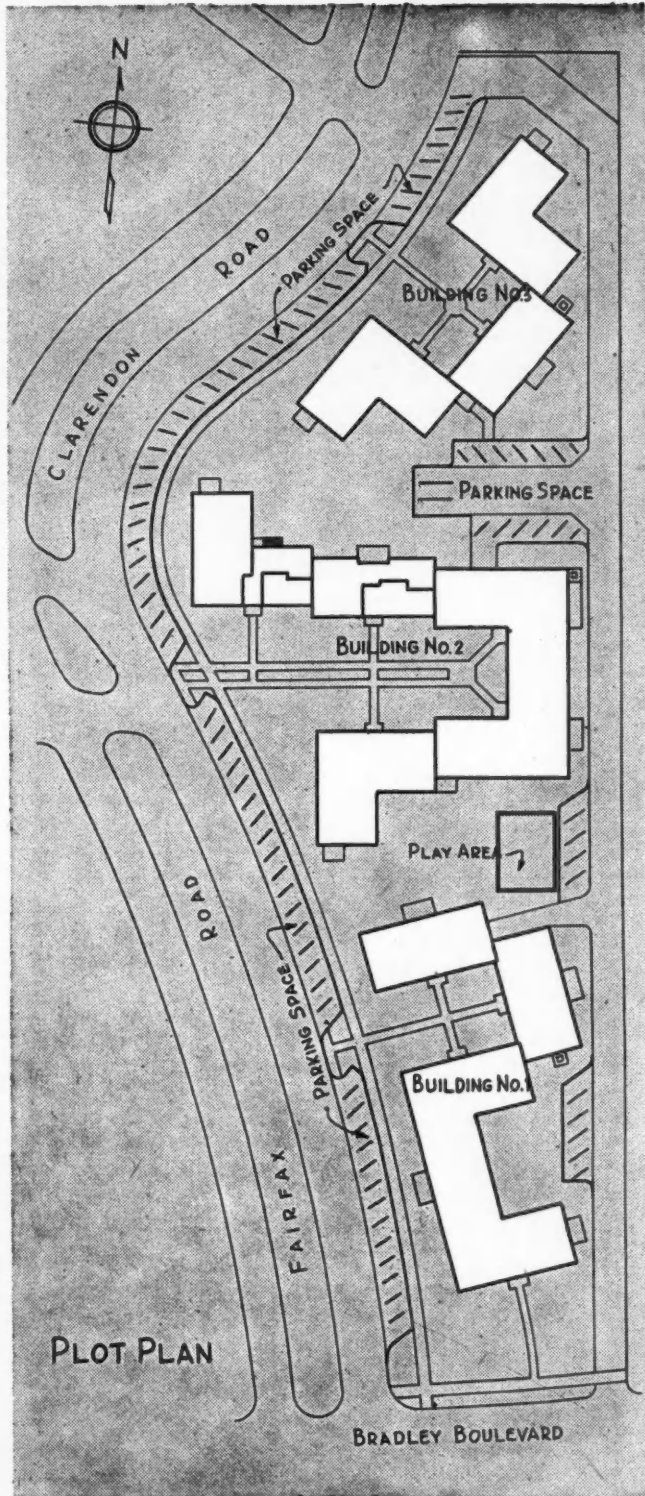 N
CLARENDON ROAD
PARKING SPACE
BUILDING NO.3
PARKING SPACE
BUILDING NO.2
PLAY AREA
FAIRFAX ROAD
PARKING SPACE
BUILDING NO.1
PLOT PLAN
BRADLEY BOULEVARD